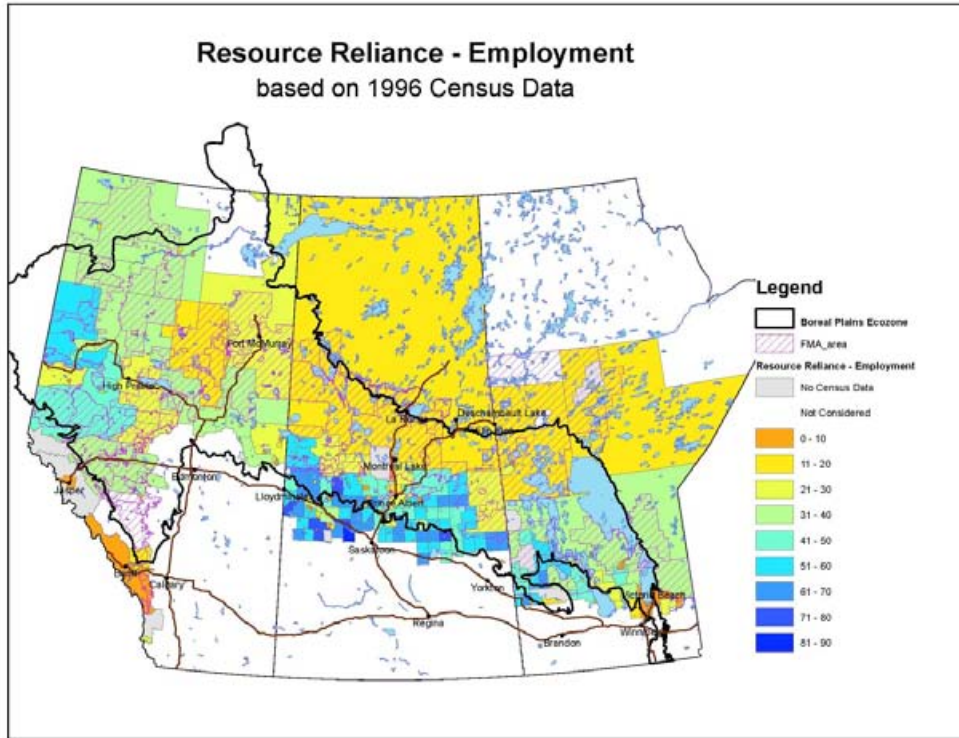 Resource Reliance - Employment
based on 1996 Census Data
Legend
Boreal Plains Ecozone
FMA_area
Resource Reliance - Employment
No Census Data
Not Considered
0 - 10
11 - 20
21 - 30
31 - 40
41 - 50
51 - 60
61 - 70
71 - 80
81 - 90
Fort McMurray
High Prairie
Deschambault Lake
La Ronge
Montreal Lake
Edmonton
Jasper
Lloydminster
Prince Albert
Saskatoon
Banff
Calgary
Yorkton
Victoria Beach
Regina
Winnipeg
Brandon